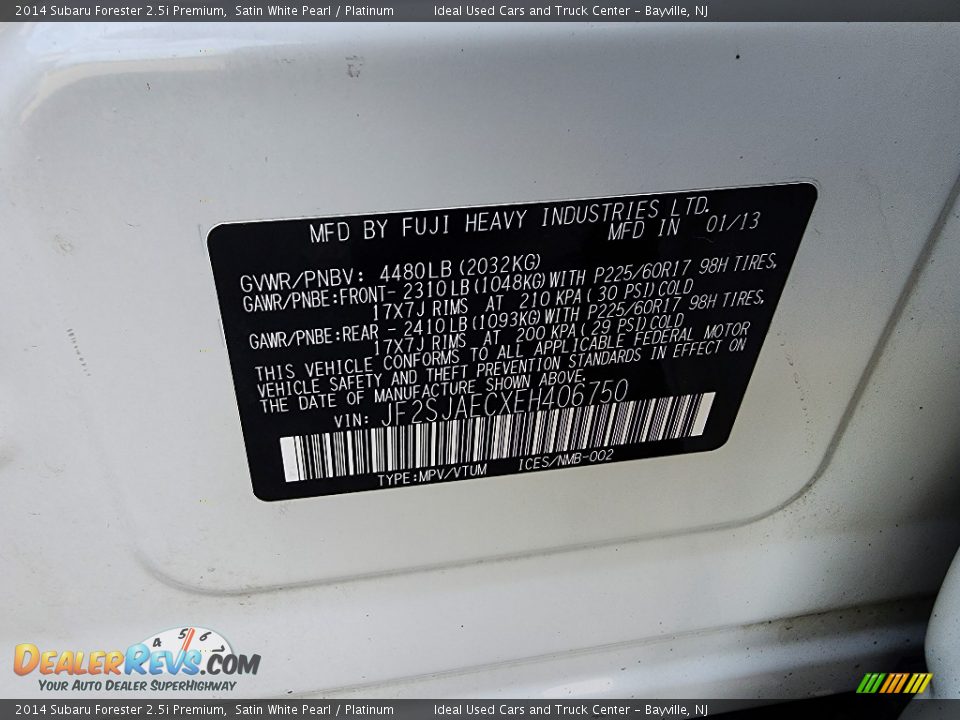 2014 Subaru Forester 2.5i Premium, Satin White Pearl / Platinum Ideal Used Cars and Truck Center - Bayville, NJ
MFD BY FUJI HEAVY INDUSTRIES LTD.
MFD IN 01/13
GVWR/PNBV: 4480LB(2032KG)
GAWR/PNBE:FRONT- 2310LB(1048KG)WITH P225/60R17 98H TIRES,
17X7J RIMS AT 210 KPA( 30 PSI)COLD
GAWR/PNBE:REAR - 2410LB(1093KG)WITH P225/60R17 98H TIRES,
17X7J RIMS AT 200 KPA( 29 PSI)COLD
THIS VEHICLE CONFORMS TO ALL APPLICABLE FEDERAL MOTOR
VEHICLE SAFETY AND THEFT PREVENTION STANDARDS IN EFFECT ON
THE DATE OF MANUFACTURE SHOWN ABOVE.
VIN: JF2SJAECXEH406750
TYPE:MPV/VTUM ICES/NMB-002
4 5 6 7
DEALERREVS.COM
YOUR AUTO DEALER SUPERHIGHWAY
2014 Subaru Forester 2.5i Premium, Satin White Pearl / Platinum Ideal Used Cars and Truck Center - Bayville, NJ